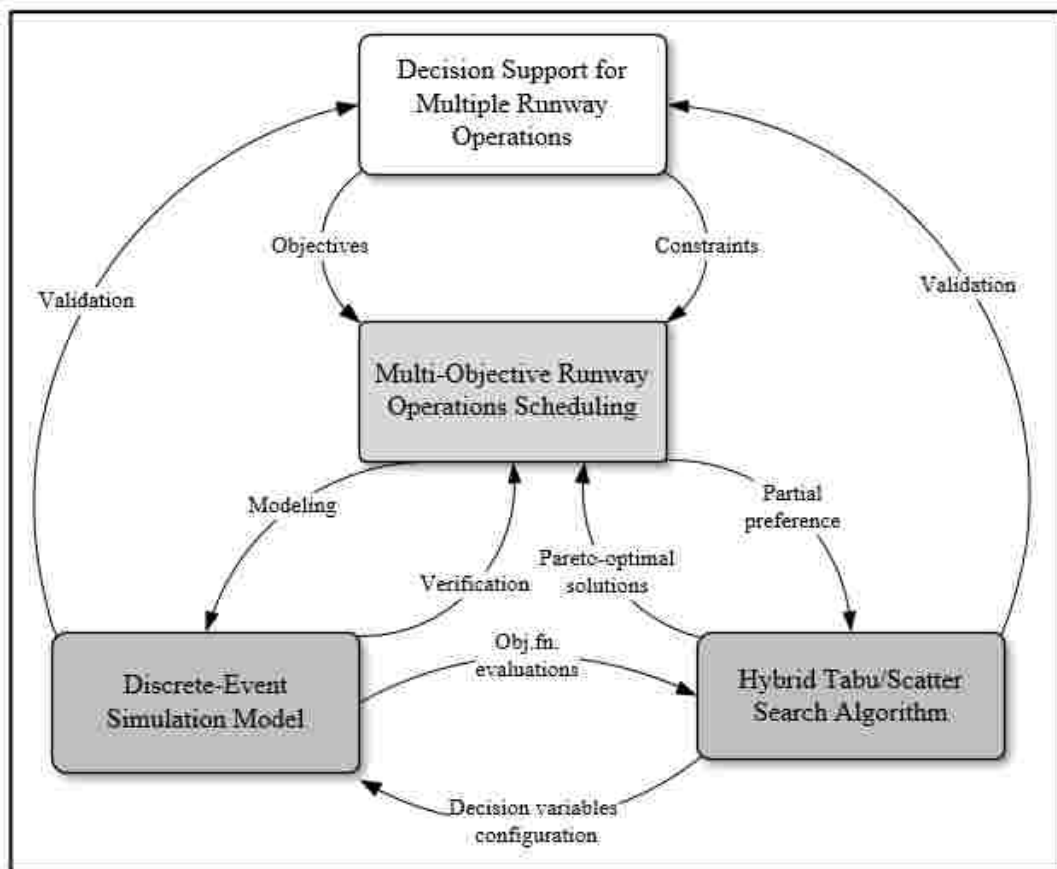 Decision Support for
Multiple Runway
Operations
Objectives
Constraints
Validation
Validation
Multi-Objective Runway
Operations Scheduling
Modeling
Partial
preference
Verification
Pareto-optimal
solutions
Obj.fn.
evaluations
Discrete-Event
Simulation Model
Hybrid Tabu/Scatter
Search Algorithm
Decision variables
configuration